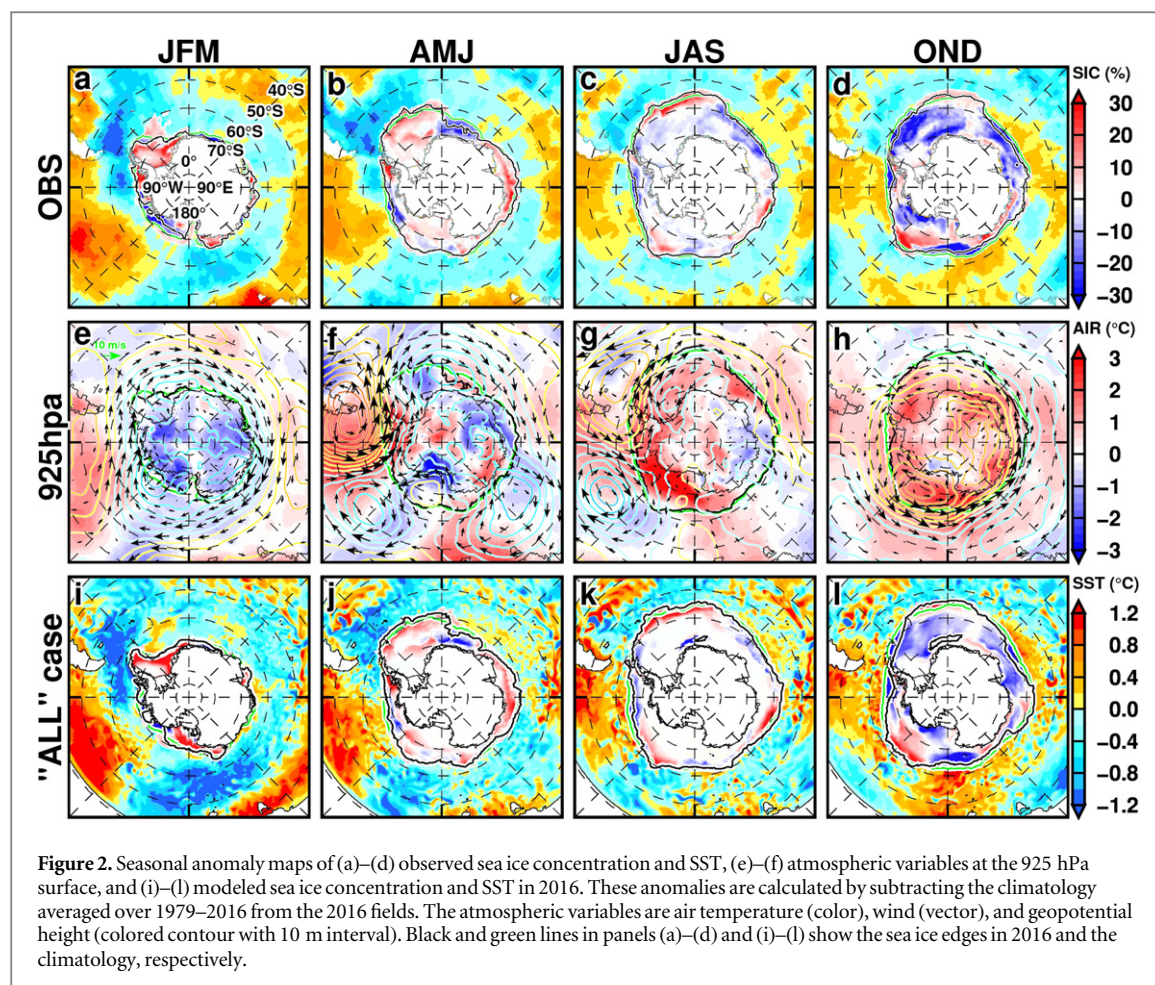 JFM AMJ JAS OND
OBS
a b c d
40°S
50°S
60°S
70°S
0°
90°W 90°E
180°
SIC (%)
30
20
10
0
−10
−20
−30
925hpa
e f g h
10 m/s
AIR (°C)
3
2
1
0
−1
−2
−3
"ALL" case
i j k l
SST (°C)
1.2
0.8
0.4
0.0
−0.4
−0.8
−1.2
Figure 2. Seasonal anomaly maps of (a)–(d) observed sea ice concentration and SST, (e)–(f) atmospheric variables at the 925 hPa
surface, and (i)–(l) modeled sea ice concentration and SST in 2016. These anomalies are calculated by subtracting the climatology
averaged over 1979–2016 from the 2016 fields. The atmospheric variables are air temperature (color), wind (vector), and geopotential
height (colored contour with 10 m interval). Black and green lines in panels (a)–(d) and (i)–(l) show the sea ice edges in 2016 and the
climatology, respectively.